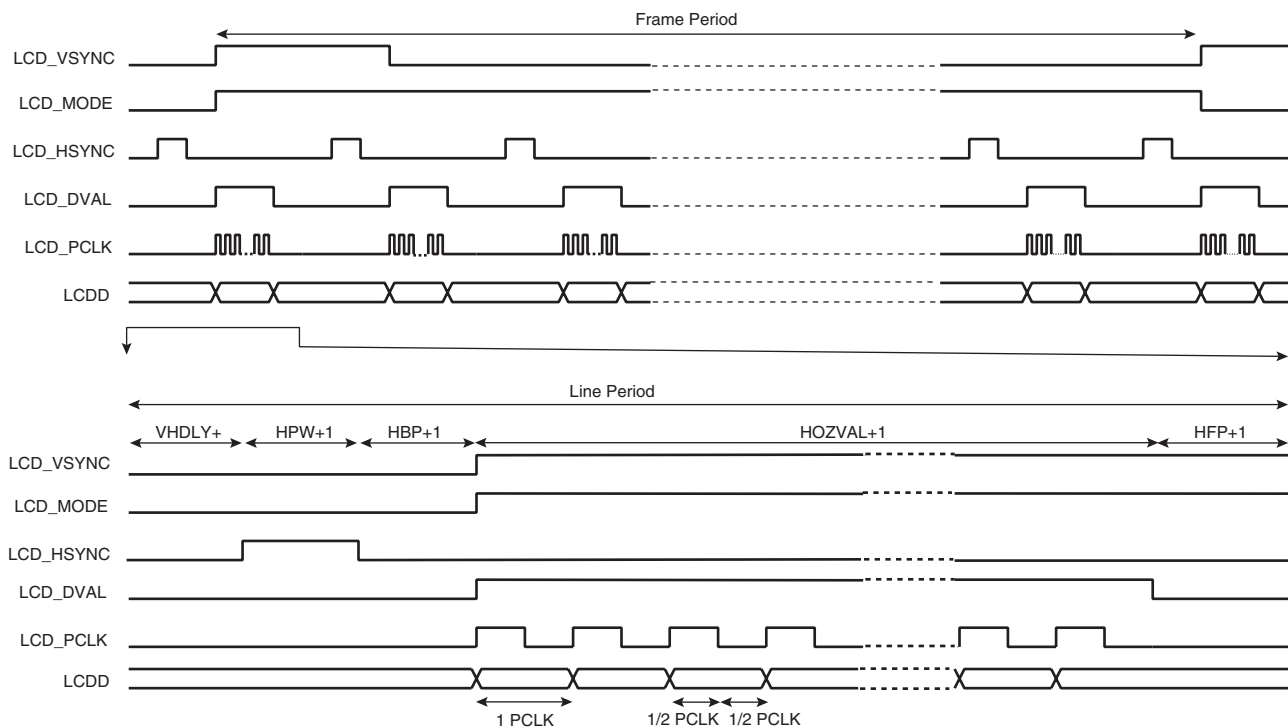 Frame Period
LCD_VSYNC
LCD_MODE
LCD_HSYNC
LCD_DVAL
LCD_PCLK
LCDD
Line Period
VHDLY+ HPW+1 HBP+1 HOZVAL+1 HFP+1
LCD_VSYNC
LCD_MODE
LCD_HSYNC
LCD_DVAL
LCD_PCLK
LCDD
1 PCLK 1/2 PCLK 1/2 PCLK